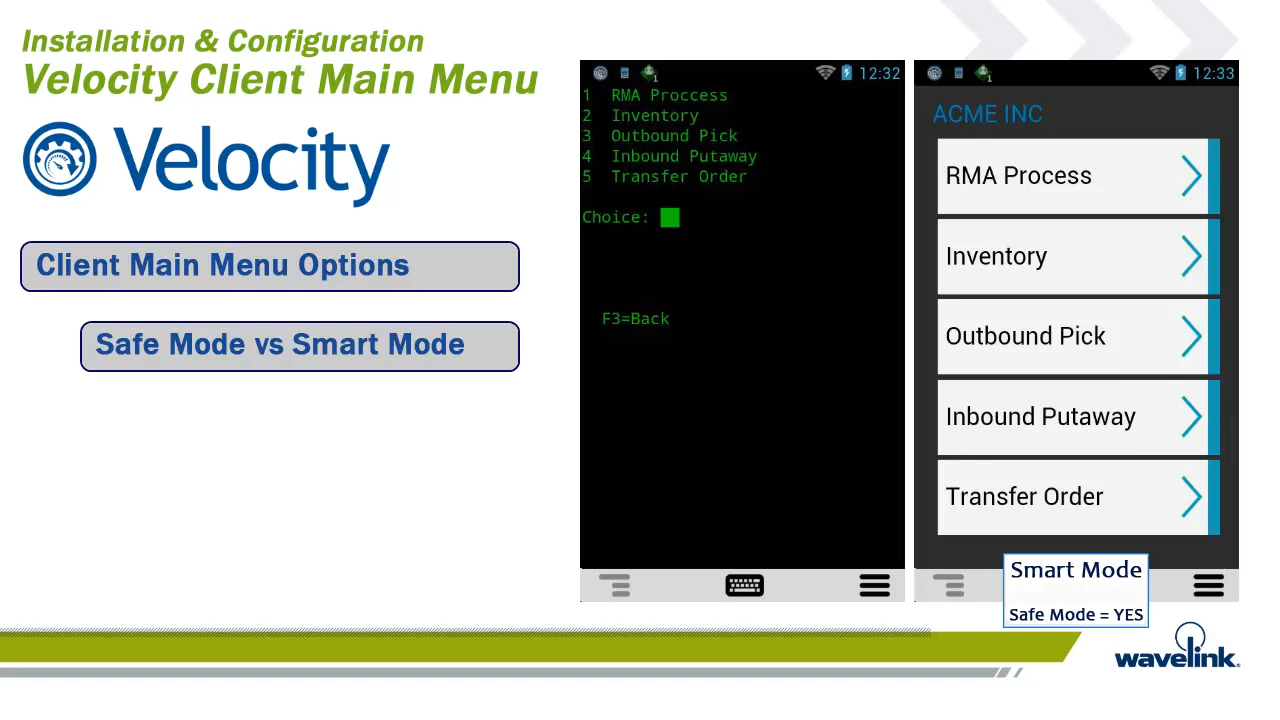 Installation & Configuration
Velocity Client Main Menu
Velocity
Client Main Menu Options
Safe Mode vs Smart Mode
1
12:32
1 RMA Proccess
2 Inventory
3 Outbound Pick
4 Inbound Putaway
5 Transfer Order
Choice:
F3=Back
1
12:33
ACME INC
RMA Process
Inventory
Outbound Pick
Inbound Putaway
Transfer Order
Smart Mode
Safe Mode = YES
wavelink®